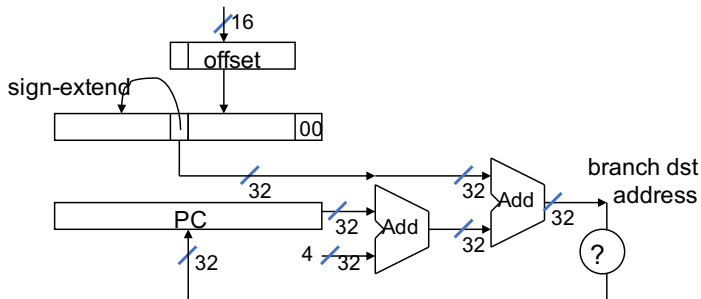 16
offset
sign-extend
00
32
32
branch dst
address
Add
32
PC
32
Add
32
4
32
32
?